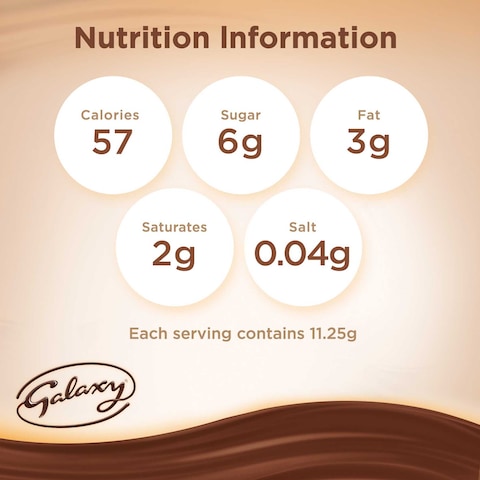 Nutrition Information
Calories
57
Sugar
6g
Fat
3g
Saturates
2g
Salt
0.04g
Each serving contains 11.25g
Galaxy